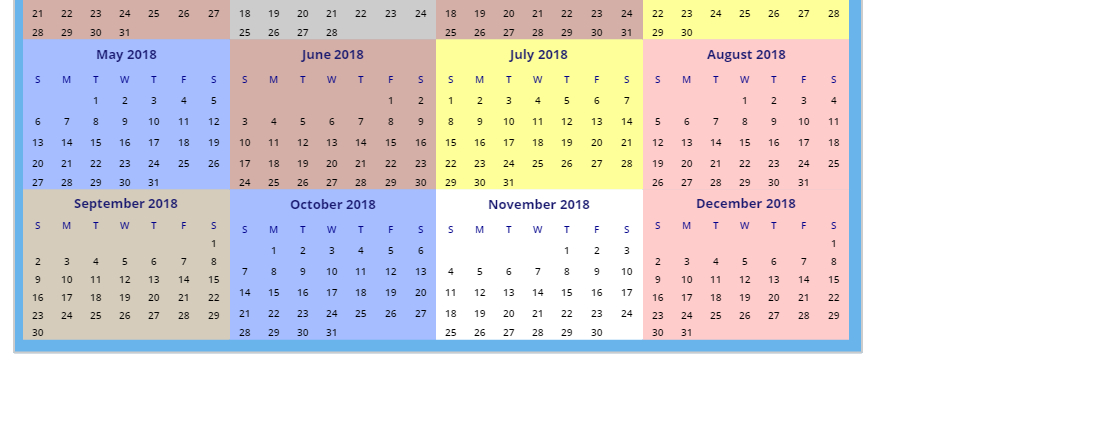 21 22 23 24 25 26 27 18 19 20 21 22 23 24 18 19 20 21 22 23 24 22 23 24 25 26 27 28
28 29 30 31 25 26 27 28 25 26 27 28 29 30 31 29 30
May 2018 June 2018 July 2018 August 2018
S M T W T F S S M T W T F S S M T W T F S S M T W T F S
1 2 3 4 5 1 2 1 2 3 4 5 6 7 1 2 3 4
6 7 8 9 10 11 12 3 4 5 6 7 8 9 8 9 10 11 12 13 14 5 6 7 8 9 10 11
13 14 15 16 17 18 19 10 11 12 13 14 15 16 15 16 17 18 19 20 21 12 13 14 15 16 17 18
20 21 22 23 24 25 26 17 18 19 20 21 22 23 22 23 24 25 26 27 28 19 20 21 22 23 24 25
27 28 29 30 31 24 25 26 27 28 29 30 29 30 31 26 27 28 29 30 31
September 2018 October 2018 November 2018 December 2018
S M T W T F S S M T W T F S S M T W T F S S M T W T F S
1 1 2 3 4 5 6 1 2 3 1
2 3 4 5 6 7 8 7 8 9 10 11 12 13 4 5 6 7 8 9 10 2 3 4 5 6 7 8
9 10 11 12 13 14 15 14 15 16 17 18 19 20 11 12 13 14 15 16 17 9 10 11 12 13 14 15
16 17 18 19 20 21 22 21 22 23 24 25 26 27 18 19 20 21 22 23 24 16 17 18 19 20 21 22
23 24 25 26 27 28 29 28 29 30 31 25 26 27 28 29 30 23 24 25 26 27 28 29
30 30 31